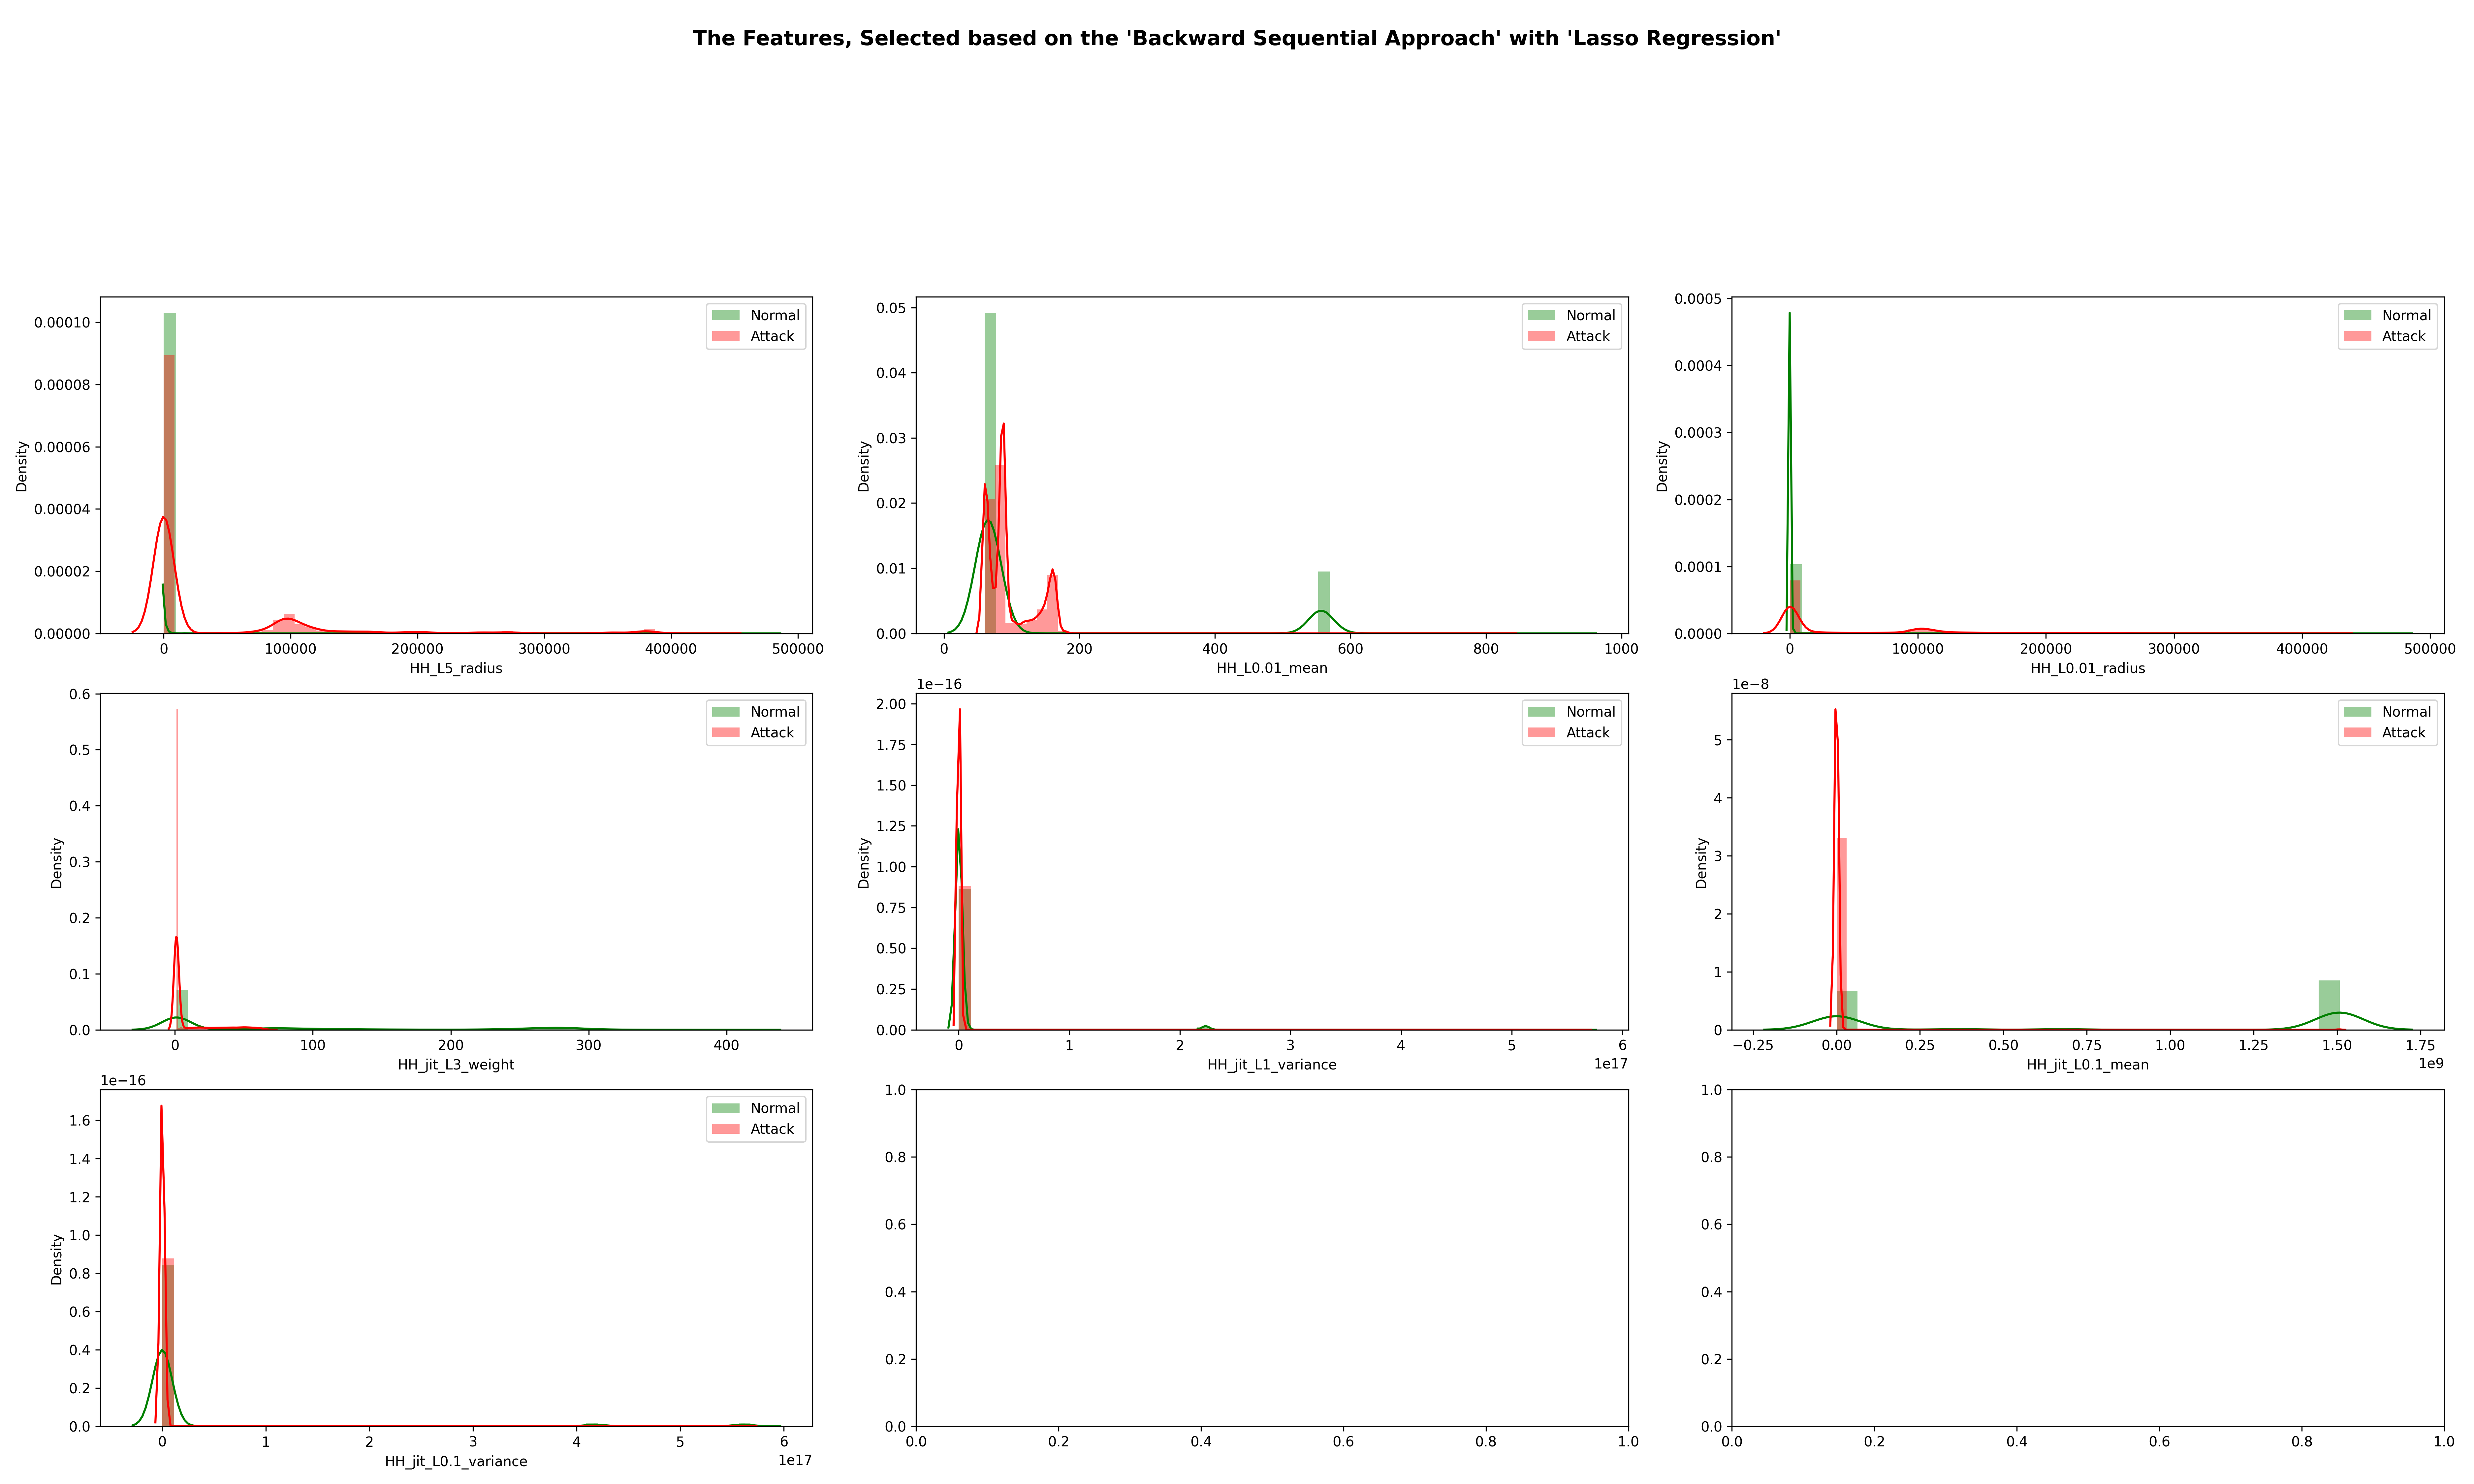 The Features, Selected based on the 'Backward Sequential Approach' with 'Lasso Regression'
Normal
Attack
0.00010
0.00008
0.00006
0.00004
0.00002
0.00000
Density
0 100000 200000 300000 400000 500000
HH_L5_radius
Normal
Attack
0.05
0.04
0.03
0.02
0.01
0.00
Density
0 200 400 600 800 1000
HH_L0.01_mean
Normal
Attack
0.0005
0.0004
0.0003
0.0002
0.0001
0.0000
Density
0 100000 200000 300000 400000 500000
HH_L0.01_radius
Normal
Attack
0.6
0.5
0.4
0.3
0.2
0.1
0.0
Density
0 100 200 300 400
HH_jit_L3_weight
1e−16
Normal
Attack
2.00
1.75
1.50
1.25
1.00
0.75
0.50
0.25
0.00
Density
0 1 2 3 4 5 6
1e17
HH_jit_L1_variance
1e−8
Normal
Attack
5
4
3
2
1
0
Density
−0.25 0.00 0.25 0.50 0.75 1.00 1.25 1.50 1.75
1e9
HH_jit_L0.1_mean
1e−16
Normal
Attack
1.6
1.4
1.2
1.0
0.8
0.6
0.4
0.2
0.0
Density
0 1 2 3 4 5 6
1e17
HH_jit_L0.1_variance
1.0
0.8
0.6
0.4
0.2
0.0
0.0 0.2 0.4 0.6 0.8 1.0
1.0
0.8
0.6
0.4
0.2
0.0
0.0 0.2 0.4 0.6 0.8 1.0